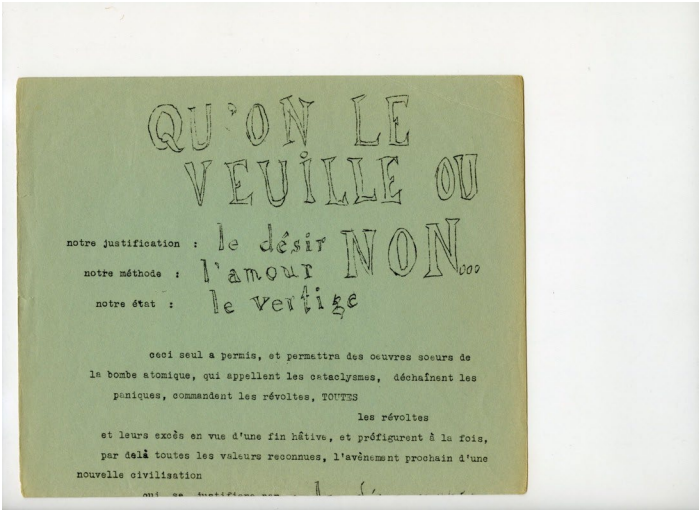 QU'ON LE
VEUILLE OU
NON...
notre justification : le désir
notre méthode : l'amour
notre état : le vertige
ceci seul a permis, et permettra des oeuvres soeurs de
la bombe atomique, qui appellent les cataclysmes, déchaînent les
paniques, commandent les révoltes, TOUTES
les révoltes
et leurs excès en vue d'une fin hâtive, et préfigurent à la fois,
par delà toutes les valeurs reconnues, l'avènement prochain d'une
nouvelle civilisation